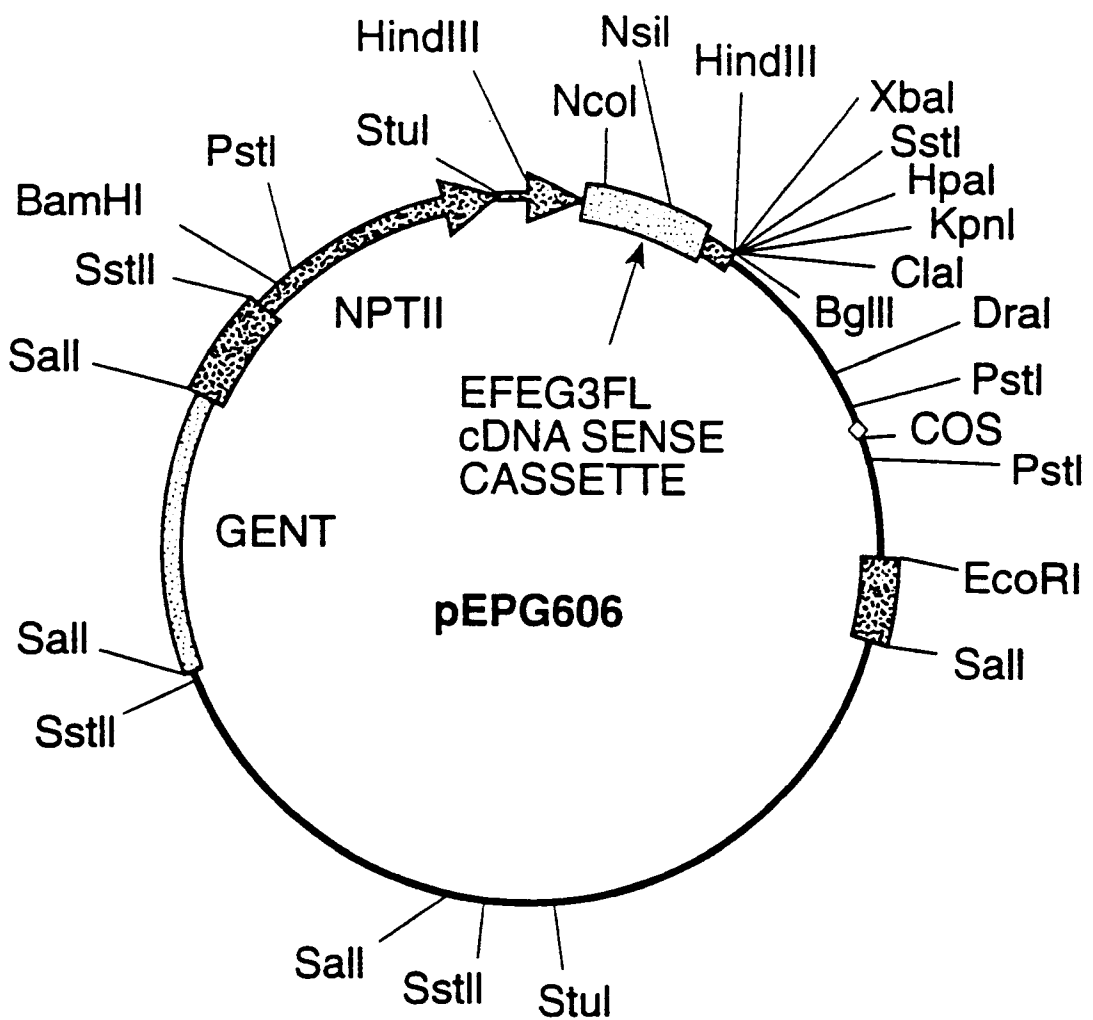 HindIII
NsiI
HindIII
NcoI
XbaI
StuI
SstI
PstI
HpaI
BamHI
KpnI
SstII
ClaI
BglII
DraI
NPTII
SalI
PstI
EFEG3FL
cDNA SENSE
CASSETTE
COS
PstI
GENT
EcoRI
pEPG606
SalI
SalI
SstII
SalI
SstII
StuI